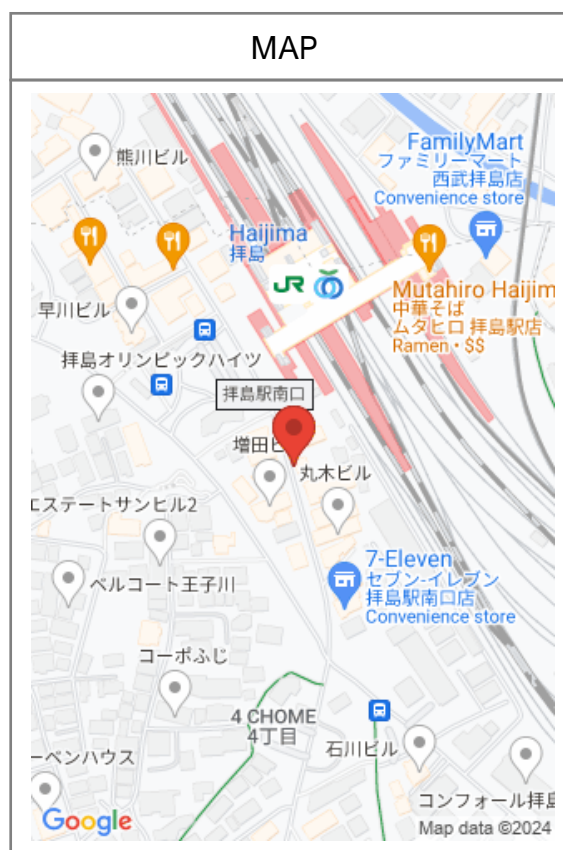 MAP
熊川ビル
FamilyMart
ファミリーマート
西武拝島店
Convenience store
Haijima
拝島
JR
Mutahiro Haijim
中華そば
ムタヒロ 拝島駅店
Ramen・$$
早川ビル
拝島オリンピックハイツ
拝島駅南口
増田ビ
丸木ビル
エステートサンヒル2
7-Eleven
セブン-イレブン
拝島駅南口店
Convenience store
ベルコート王子川
コーポふじ
4 CHOME
4丁目
石川ビル
ーベンハウス
コンフォール拝島
Google
Map data ©2024